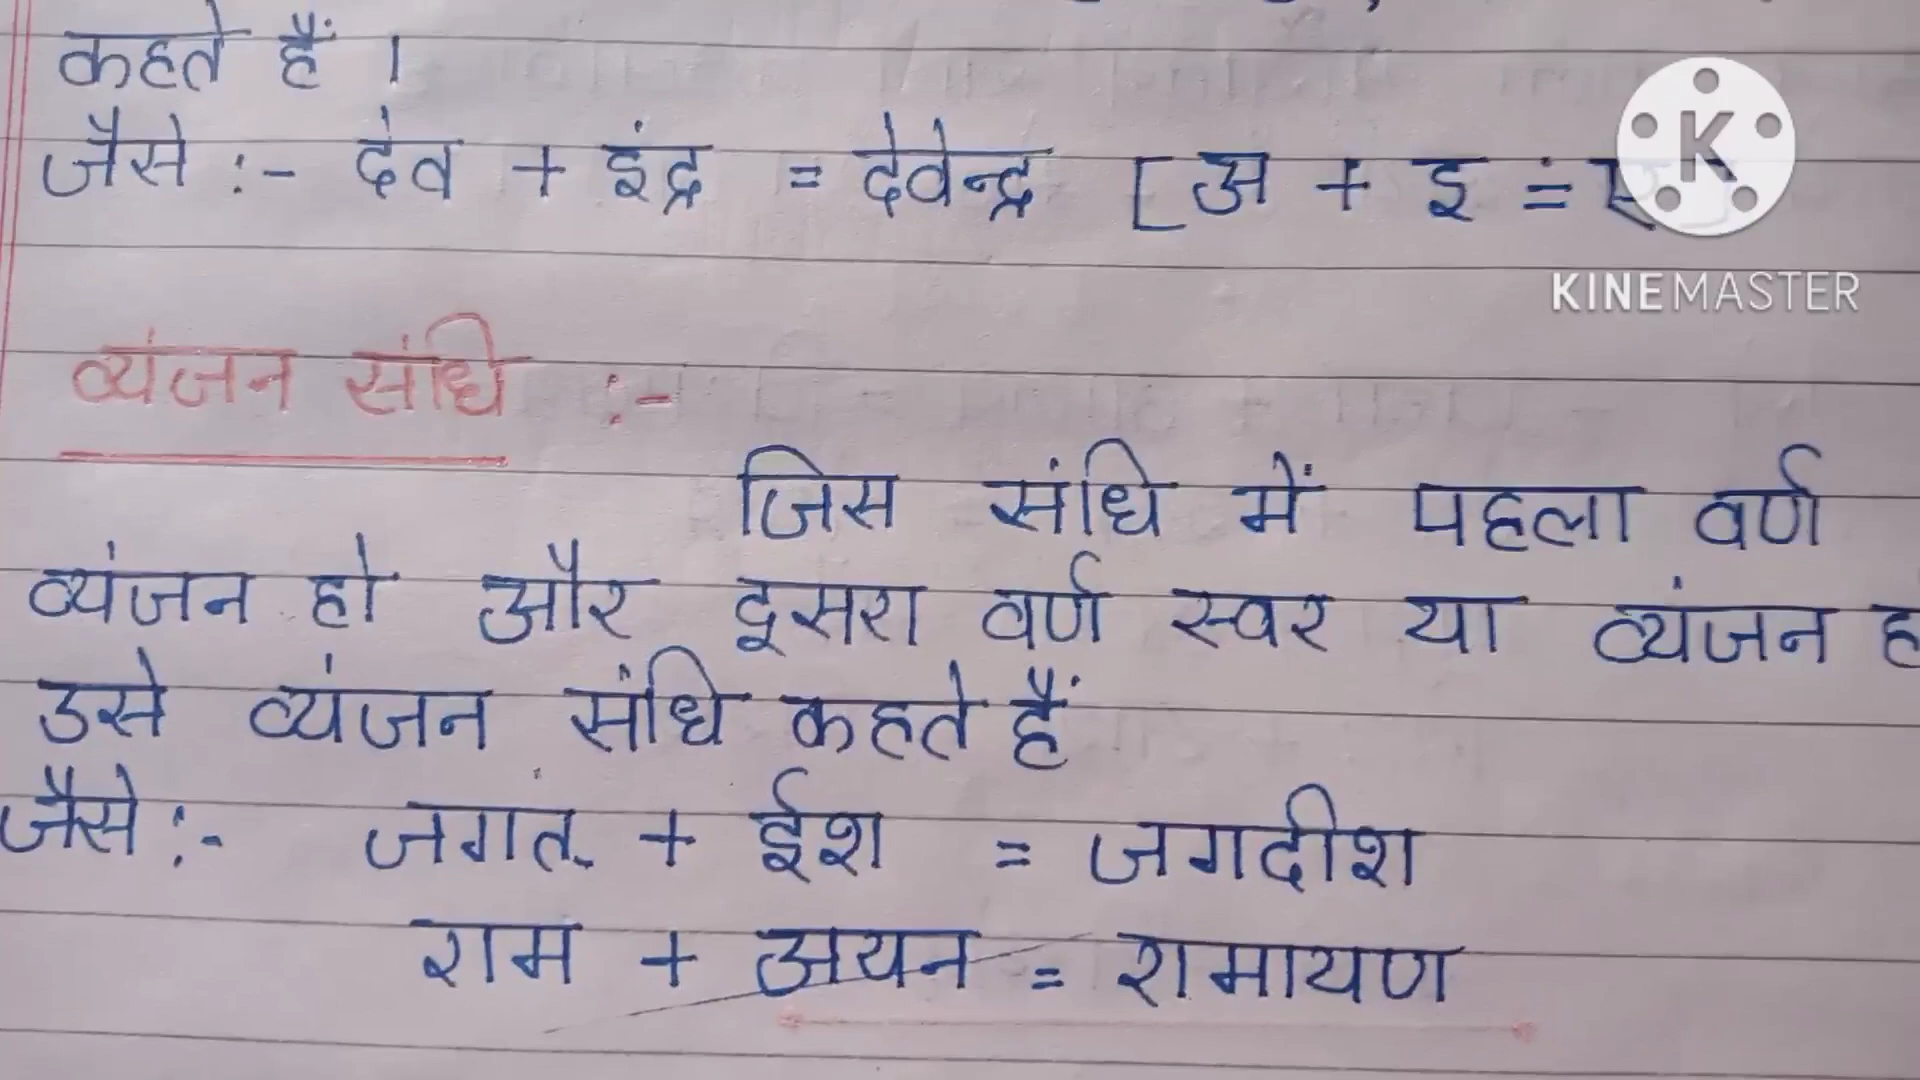 कहते हैं ।
जैसे :- देव + इंद्र = देवेन्द्र [अ + इ =
K
KINEMASTER
व्यंजन संधि :-
जिस संधि में पहला वर्ण
व्यंजन हो और दूसरा वर्ण स्वर या व्यंजन
उसे व्यंजन संधि कहते हैं
जैसे :- जगत् + ईश = जगदीश
राम + अयन = रामायण